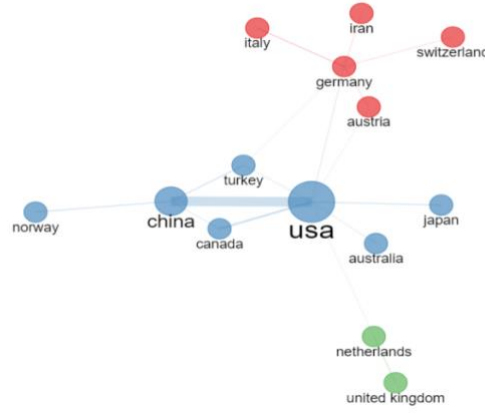 iran
italy
switzerland
germany
austria
turkey
china
usa
norway
canada
japan
australia
netherlands
united kingdom